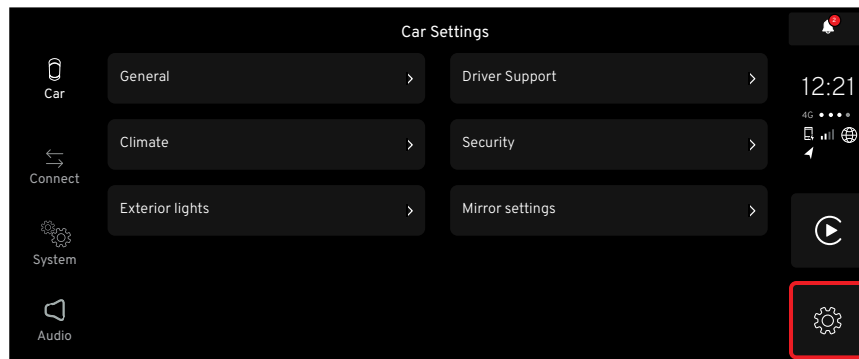 Car Settings
2
Car
General
Driver Support
12:21
4G
Climate
Security
Connect
Exterior lights
Mirror settings
System
Audio